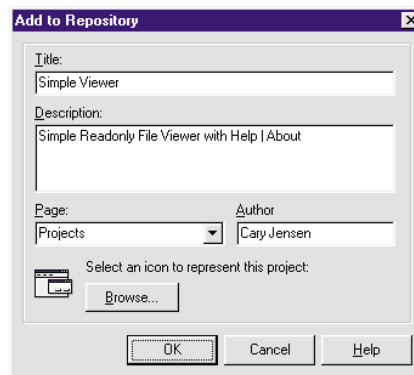 Add to Repository
Title:
Simple Viewer
Description:
Simple Readonly File Viewer with Help | About
Page:
Author
Projects
Cary Jensen
Select an icon to represent this project:
Browse...
OK
Cancel
Help